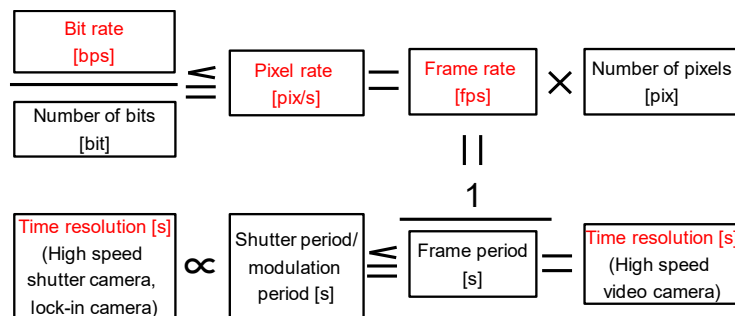 Bit rate
[bps]
Number of bits
[bit]
≦
Pixel rate
[pix/s]
=
Frame rate
[fps]
×
Number of pixels
[pix]
=
1
Time resolution [s]
(High speed
shutter camera,
lock-in camera)
∝
Shutter period/
modulation
period [s]
≦
Frame period
[s]
=
Time resolution [s]
(High speed
video camera)